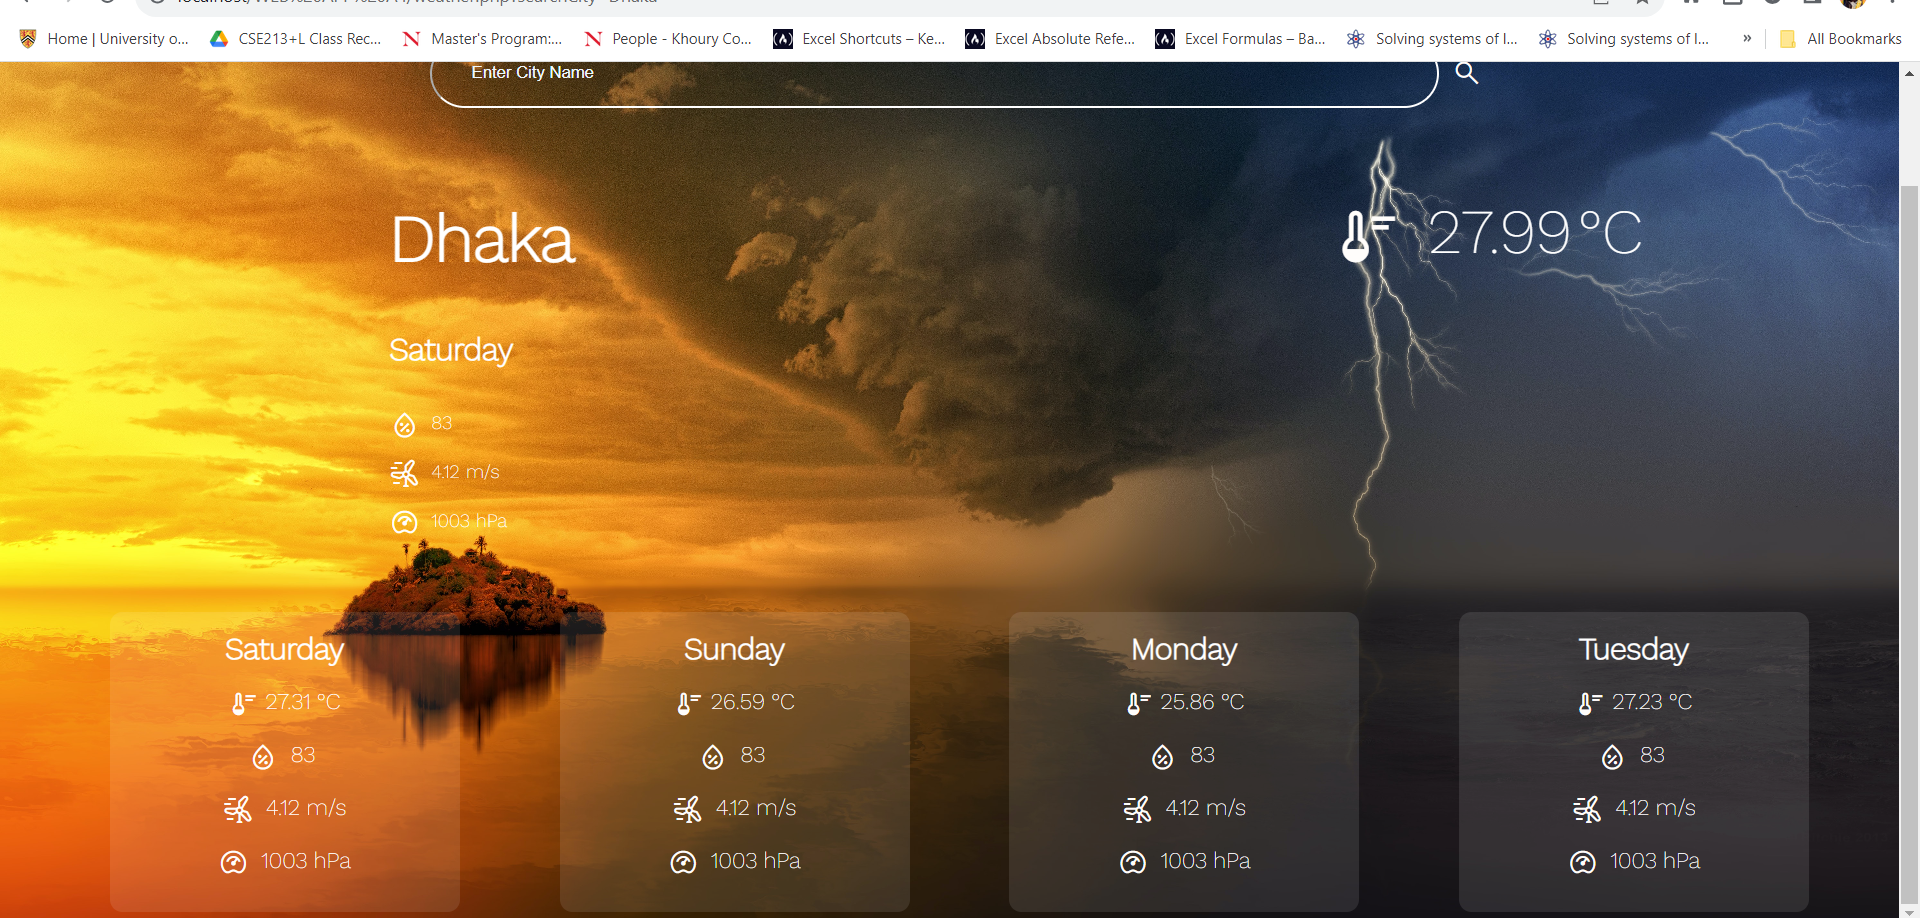 Home | University o...
CSE213+L Class Rec...
Master's Program:...
People - Khoury Co...
Excel Shortcuts – Ke...
Excel Absolute Refe...
Excel Formulas – Ba...
Solving systems of l...
Solving systems of l...
»
All Bookmarks
Enter City Name
Dhaka
27.99 °C
Saturday
83
4.12 m/s
1003 hPa
Saturday
27.31 °C
83
4.12 m/s
1003 hPa
Sunday
26.59 °C
83
4.12 m/s
1003 hPa
Monday
25.86 °C
83
4.12 m/s
1003 hPa
Tuesday
27.23 °C
83
4.12 m/s
1003 hPa